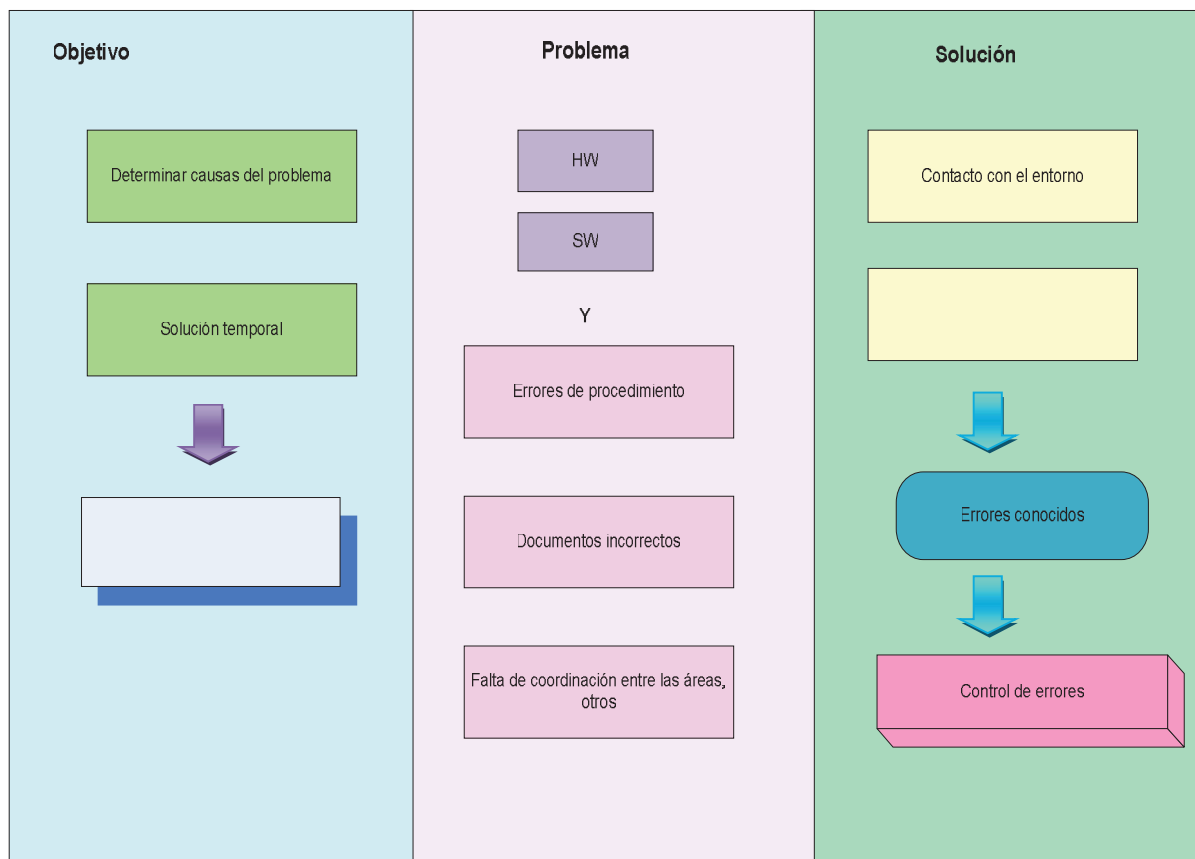 Objetivo
Determinar causas del problema
Solución temporal
Problema
HW
SW
Y
Errores de procedimiento
Documentos incorrectos
Falta de coordinación entre las áreas,
otros
Solución
Contacto con el entorno
Errores conocidos
Control de errores